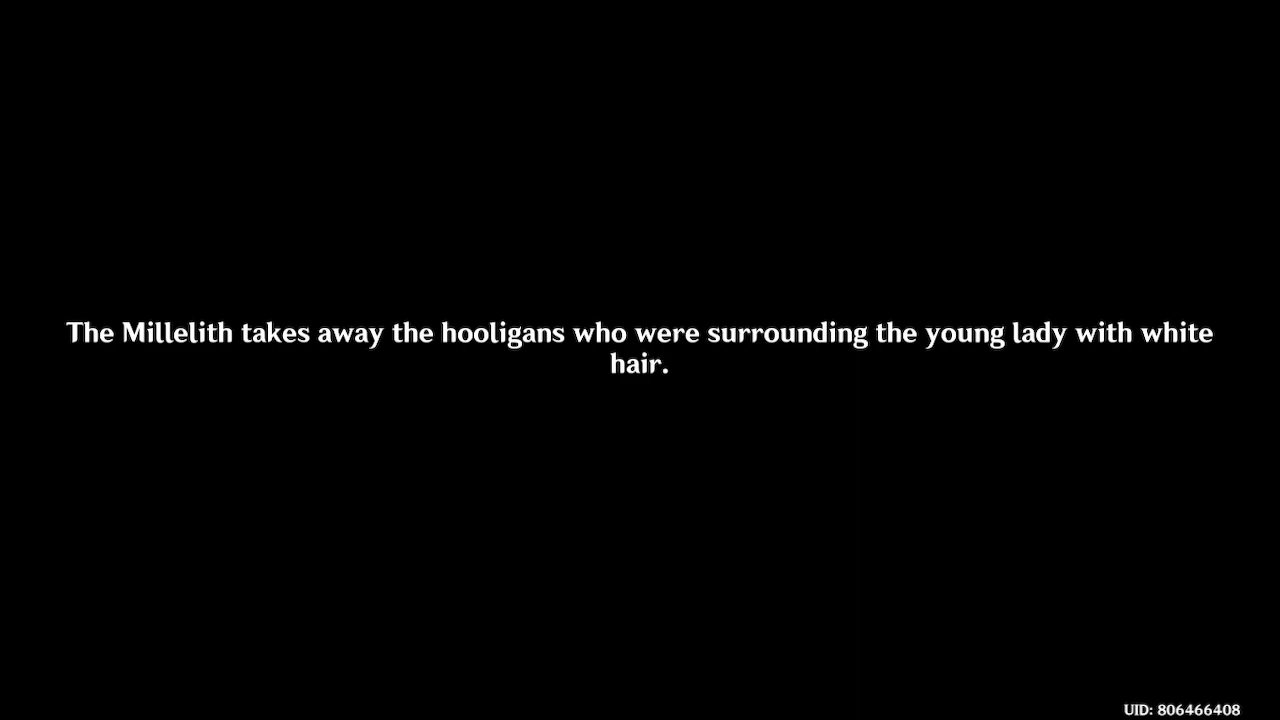 The Millelith takes away the hooligans who were surrounding the young lady with white
hair.
UID: 806466408